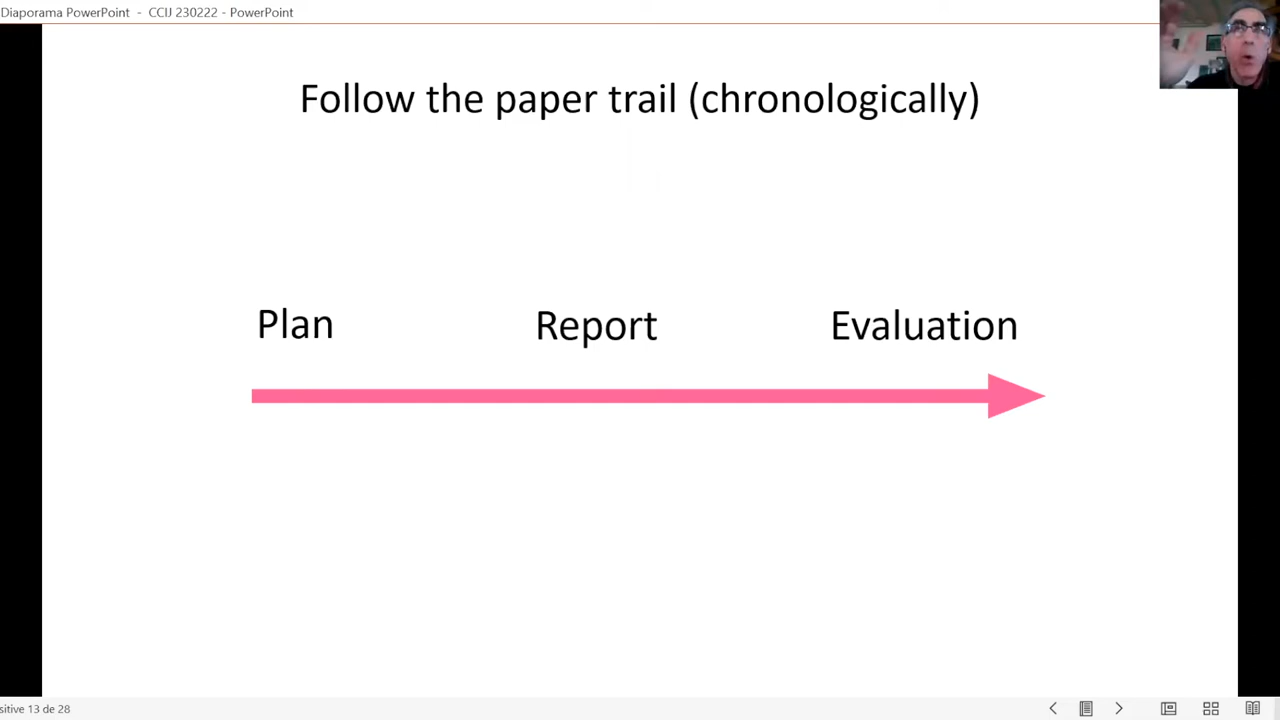 Diaporama PowerPoint - CCIJ 230222 - PowerPoint
Follow the paper trail (chronologically)
Plan Report Evaluation
sitive 13 de 28